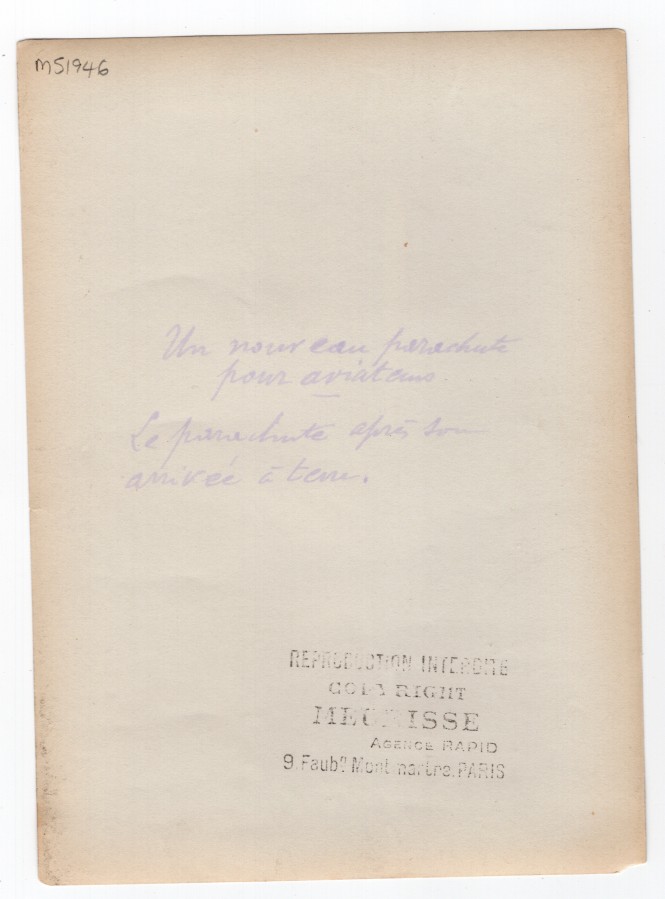 M51946
Un nouveau parachute
pour aviateurs
Le parachute après son
arrivée à terre.
REPRODUCTION INTERDITE
COPYRIGHT
MEURISSE
AGENCE RAPID
9, Faubg Montmartre, PARIS